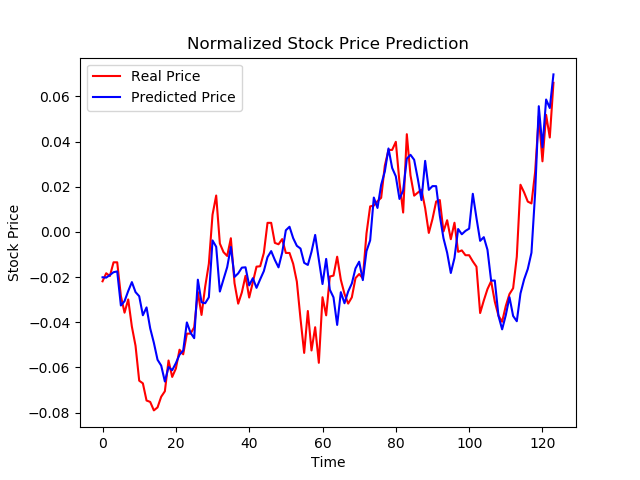 Normalized Stock Price Prediction
Real Price
Predicted Price
Stock Price
0.06
0.04
0.02
0.00
−0.02
−0.04
−0.06
−0.08
0 20 40 60 80 100 120
Time